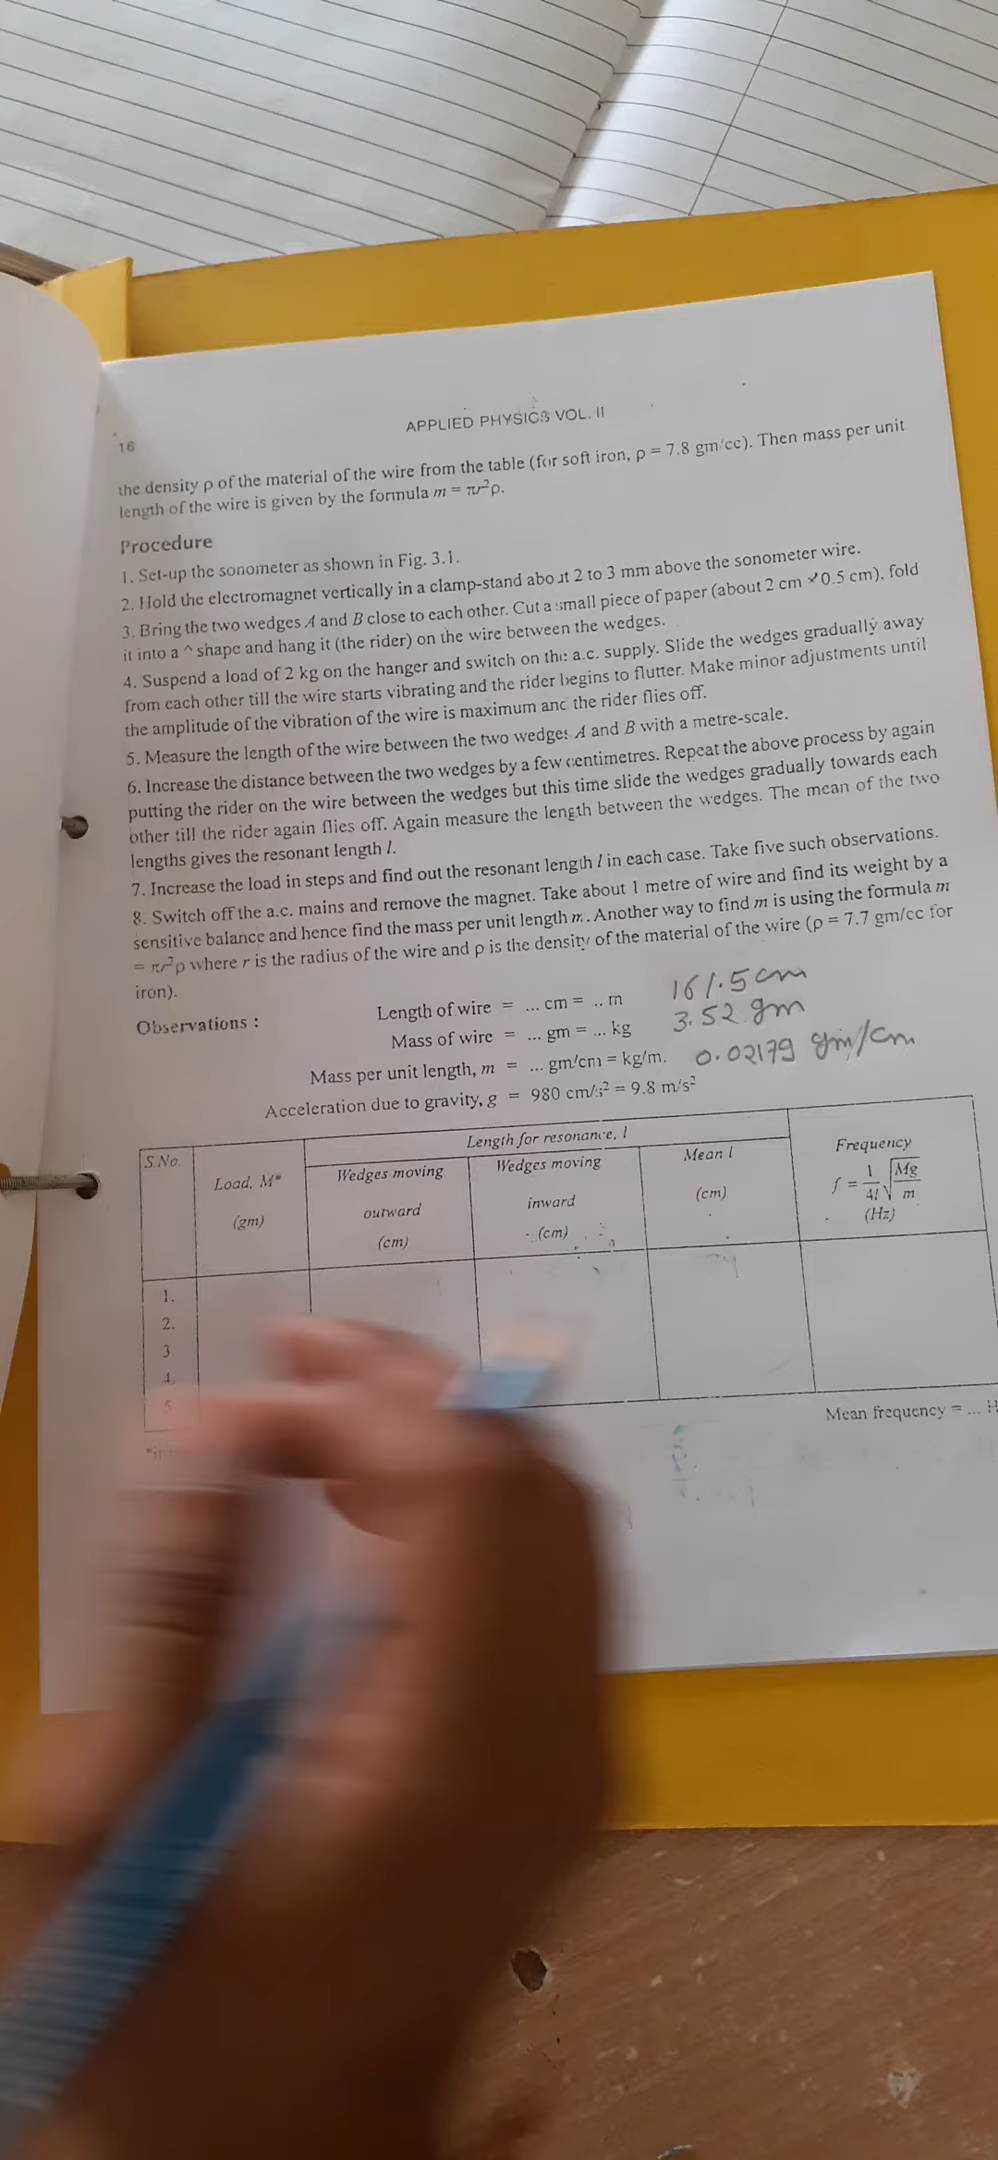 16
APPLIED PHYSICS VOL. II
the density ρ of the material of the wire from the table (for soft iron, ρ = 7.8 gm/cc). Then mass per unit
length of the wire is given by the formula m = πr²ρ.
Procedure
1. Set-up the sonometer as shown in Fig. 3.1.
2. Hold the electromagnet vertically in a clamp-stand about 2 to 3 mm above the sonometer wire.
3. Bring the two wedges A and B close to each other. Cut a small piece of paper (about 2 cm × 0.5 cm). fold
it into a ^ shape and hang it (the rider) on the wire between the wedges.
4. Suspend a load of 2 kg on the hanger and switch on the a.c. supply. Slide the wedges gradually away
from each other till the wire starts vibrating and the rider begins to flutter. Make minor adjustments until
the amplitude of the vibration of the wire is maximum and the rider flies off.
5. Measure the length of the wire between the two wedges A and B with a metre-scale.
6. Increase the distance between the two wedges by a few centimetres. Repeat the above process by again
putting the rider on the wire between the wedges but this time slide the wedges gradually towards each
other till the rider again flies off. Again measure the length between the wedges. The mean of the two
lengths gives the resonant length l.
7. Increase the load in steps and find out the resonant length l in each case. Take five such observations.
8. Switch off the a.c. mains and remove the magnet. Take about 1 metre of wire and find its weight by a
sensitive balance and hence find the mass per unit length m. Another way to find m is using the formula m
= πr²ρ where r is the radius of the wire and ρ is the density of the material of the wire (ρ = 7.7 gm/cc for
iron).
Observations : Length of wire = ... cm = .. m 161.5 cm
Mass of wire = ... gm = ... kg 3.52 gm
Mass per unit length, m = ... gm/cm = kg/m. 0.02179 gm/cm
Acceleration due to gravity, g = 980 cm/s² = 9.8 m/s²
S.No.
Load, M*
(gm)
Length for resonance, l
Wedges moving
outward
(cm)
Wedges moving
inward
(cm)
Mean l
(cm)
Frequency
f = 1/4l √Mg/m
(Hz)
1.
2.
3.
4.
5
Mean frequency = ...